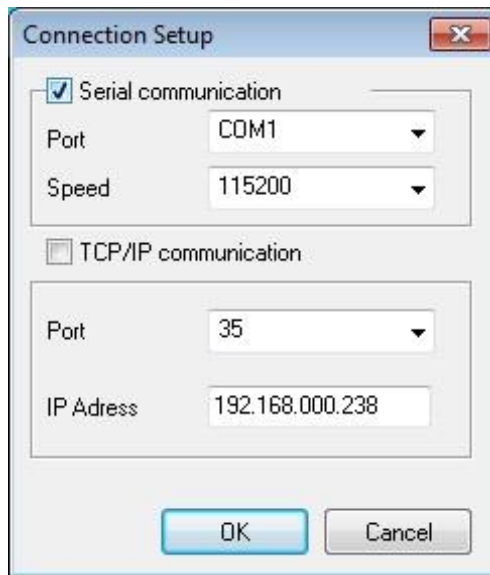 Connection Setup
Serial communication
Port COM1
Speed 115200
TCP/IP communication
Port 35
IP Adress 192.168.000.238
OK Cancel